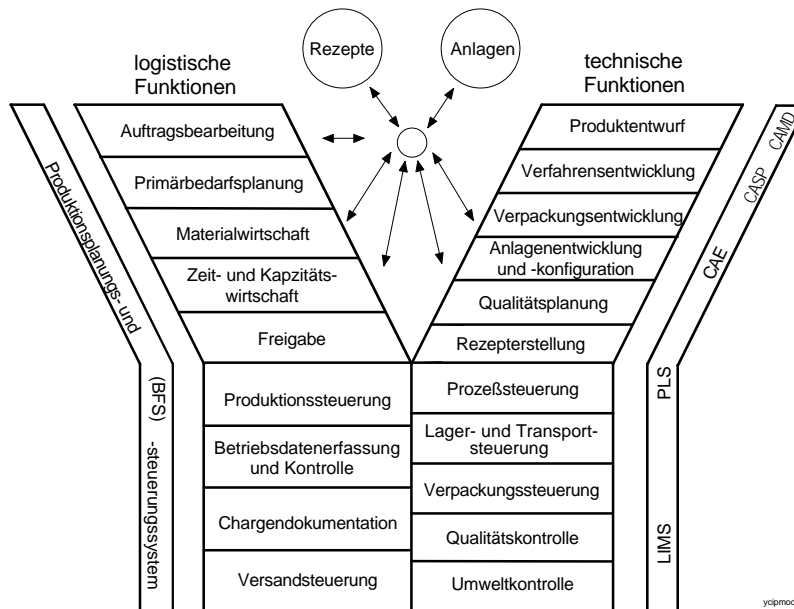 Rezepte
Anlagen
logistische
Funktionen
technische
Funktionen
Auftragsbearbeitung
Primärbedarfsplanung
Materialwirtschaft
Zeit- und Kapzitäts-
wirtschaft
Freigabe
Produktionssteuerung
Betriebsdatenerfassung
und Kontrolle
Chargendokumentation
Versandsteuerung
Produktentwurf
Verfahrensentwicklung
Verpackungsentwicklung
Anlagenentwicklung
und -konfiguration
Qualitätsplanung
Rezepterstellung
Prozeßsteuerung
Lager- und Transport-
steuerung
Verpackungssteuerung
Qualitätskontrolle
Umweltkontrolle
Produktionsplanungs- und
(BFS)
-steuerungssystem
CAMD
CASP
CAE
PLS
LIMS
ycipmod